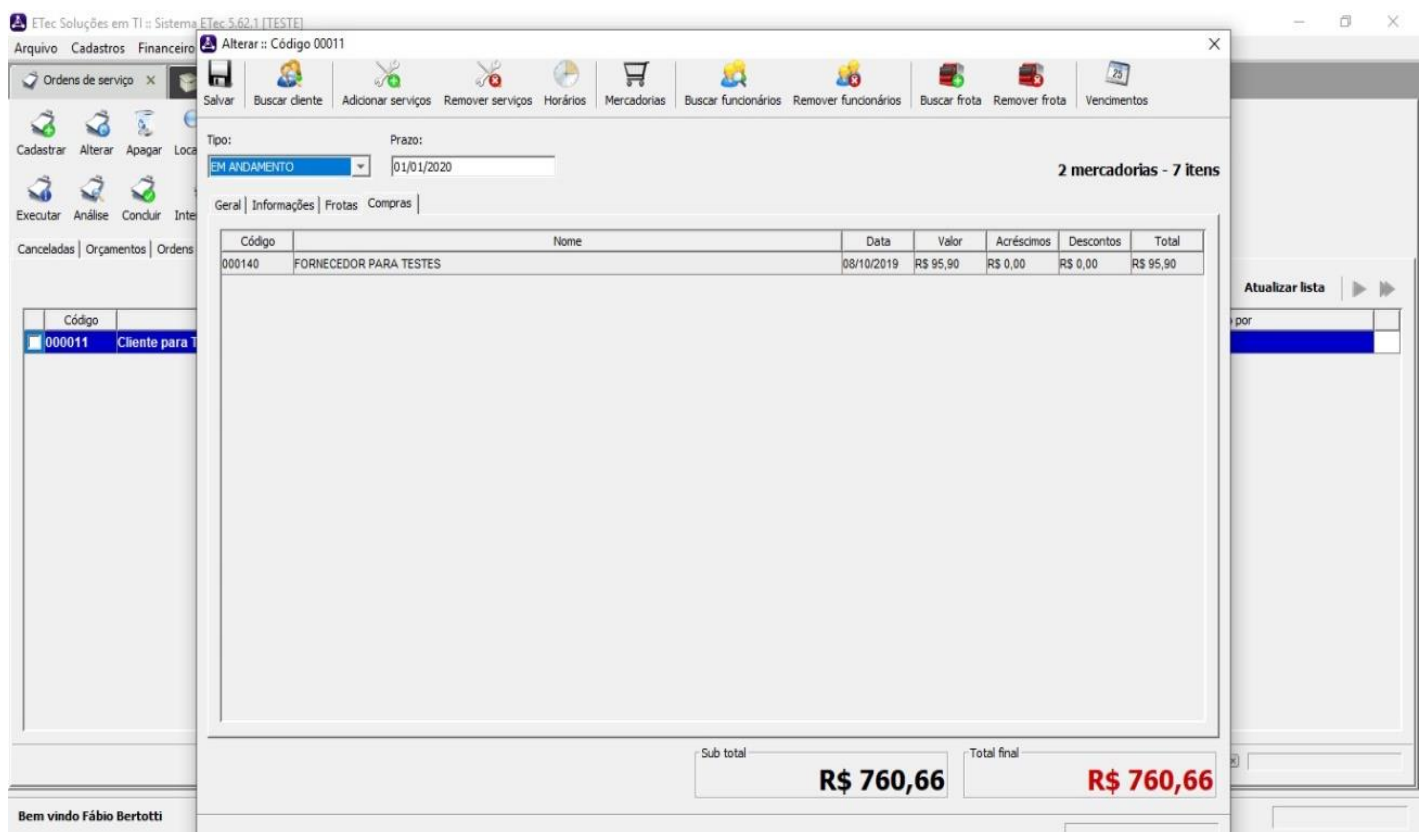 ETec Soluções em TI :: Sistema ETec 5.62.1 [TESTE]
Arquivo Cadastros Financeiro
Ordens de serviço
Cadastrar Alterar Apagar
Executar Análise Concluir
Canceladas Orçamentos Ordens
Código
000011 Cliente para
Alterar :: Código 00011
Salvar Buscar cliente Adicionar serviços Remover serviços Horários Mercadorias Buscar funcionários Remover funcionários Buscar frota Remover frota Vencimentos
Tipo: Prazo:
EM ANDAMENTO 01/01/2020
2 mercadorias - 7 itens
Geral Informações Frotas Compras
Código Nome Data Valor Acréscimos Descontos Total
000140 FORNECEDOR PARA TESTES 08/10/2019 R$ 95,90 R$ 0,00 R$ 0,00 R$ 95,90
Sub total Total final
R$ 760,66 R$ 760,66
Atualizar lista
por
Bem vindo Fábio Bertotti